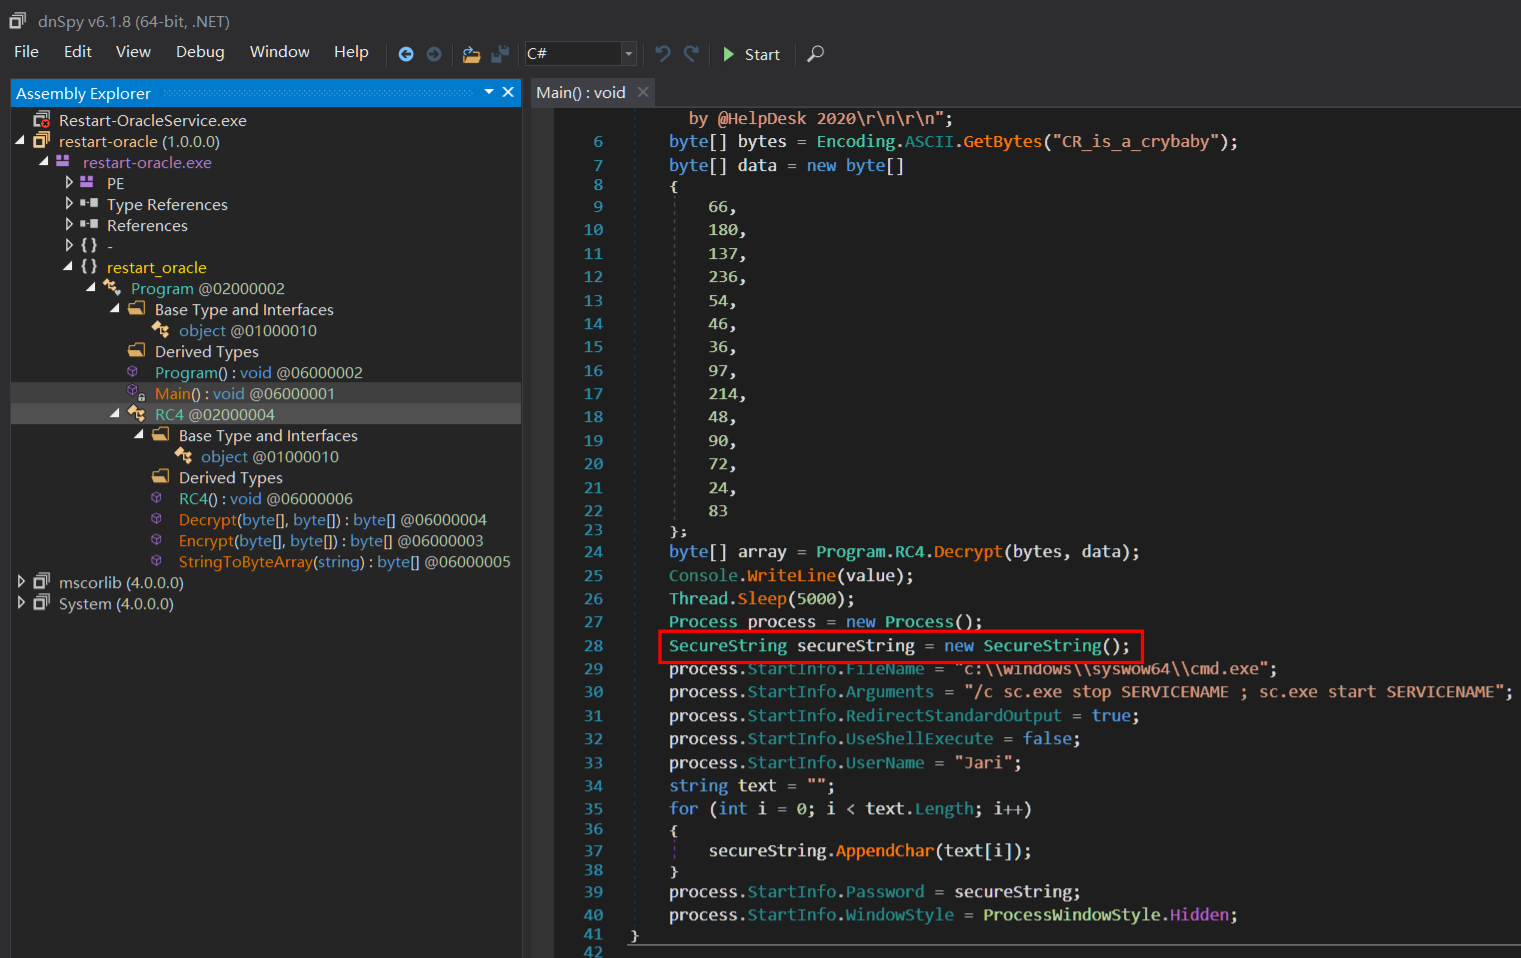 dnSpy v6.1.8 (64-bit, .NET)
File Edit View Debug Window Help C# Start
Assembly Explorer
Restart-OracleService.exe
restart-oracle (1.0.0.0)
restart-oracle.exe
PE
Type References
References
{ } -
{ } restart_oracle
Program @02000002
Base Type and Interfaces
object @01000010
Derived Types
Program() : void @06000002
Main() : void @06000001
RC4 @02000004
Base Type and Interfaces
object @01000010
Derived Types
RC4() : void @06000006
Decrypt(byte[], byte[]) : byte[] @06000004
Encrypt(byte[], byte[]) : byte[] @06000003
StringToByteArray(string) : byte[] @06000005
mscorlib (4.0.0.0)
System (4.0.0.0)
Main() : void
by @HelpDesk 2020\r\n\r\n";
6 byte[] bytes = Encoding.ASCII.GetBytes("CR_is_a_crybaby");
7 byte[] data = new byte[]
8 {
9 66,
10 180,
11 137,
12 236,
13 54,
14 46,
15 36,
16 97,
17 214,
18 48,
19 90,
20 72,
21 24,
22 83
23 };
24 byte[] array = Program.RC4.Decrypt(bytes, data);
25 Console.WriteLine(value);
26 Thread.Sleep(5000);
27 Process process = new Process();
28 SecureString secureString = new SecureString();
29 process.StartInfo.FileName = "c:\\windows\\syswow64\\cmd.exe";
30 process.StartInfo.Arguments = "/c sc.exe stop SERVICENAME ; sc.exe start SERVICENAME";
31 process.StartInfo.RedirectStandardOutput = true;
32 process.StartInfo.UseShellExecute = false;
33 process.StartInfo.UserName = "Jari";
34 string text = "";
35 for (int i = 0; i < text.Length; i++)
36 {
37 secureString.AppendChar(text[i]);
38 }
39 process.StartInfo.Password = secureString;
40 process.StartInfo.WindowStyle = ProcessWindowStyle.Hidden;
41 }
42